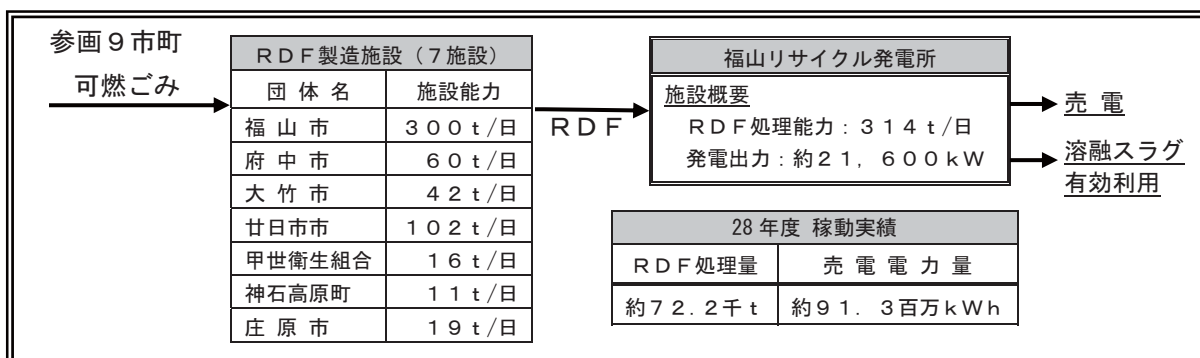 参画９市町
可燃ごみ
ＲＤＦ製造施設（７施設）
団 体 名 施設能力
福 山 市 ３００ｔ/日
府 中 市 ６０ｔ/日
大 竹 市 ４２ｔ/日
廿日市市 １０２ｔ/日
甲世衛生組合 １６ｔ/日
神石高原町 １１ｔ/日
庄 原 市 １９ｔ/日
ＲＤＦ
福山リサイクル発電所
施設概要
ＲＤＦ処理能力：３１４ｔ/日
発電出力：約２１，６００ｋＷ
売 電
溶融スラグ
有効利用
28 年度 稼動実績
ＲＤＦ処理量 売 電 電 力 量
約７２．２千ｔ 約９１．３百万ｋＷｈ